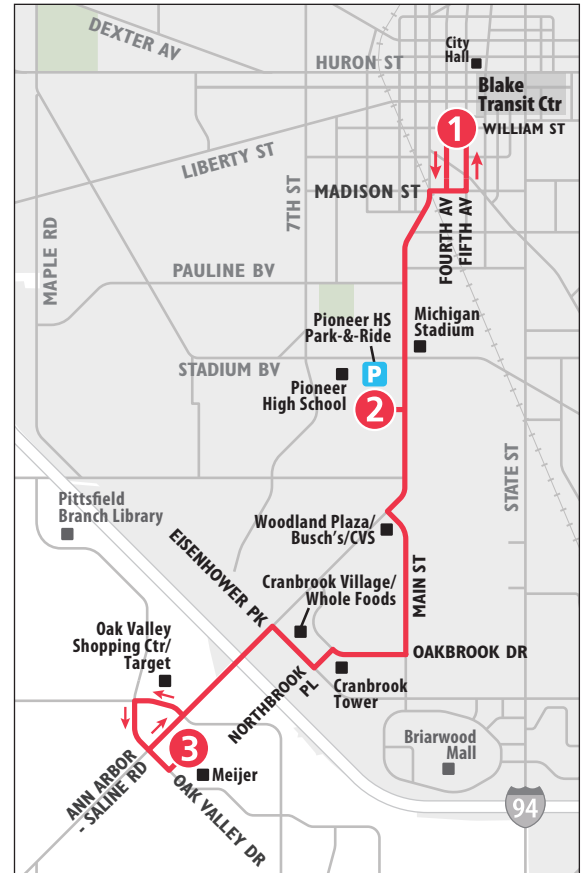 DEXTER AV
City
Hall
HURON ST
Blake
Transit Ctr
1
WILLIAM ST
LIBERTY ST
7TH ST
MADISON ST
FOURTH AV
FIFTH AV
MAPLE RD
PAULINE BV
Pioneer HS
Park-&-Ride
Michigan
Stadium
STADIUM BV
P
Pioneer
High School
2
STATE ST
Pittsfield
Branch Library
Woodland Plaza/
Busch's/CVS
EISENHOWER PK
Cranbrook Village/
Whole Foods
MAIN ST
Oak Valley
Shopping Ctr/
Target
OAKBROOK DR
NORTHBROOK
PL
Cranbrook
Tower
3
Briarwood
Mall
ANN ARBOR
- SALINE RD
Meijer
OAK VALLEY DR
94